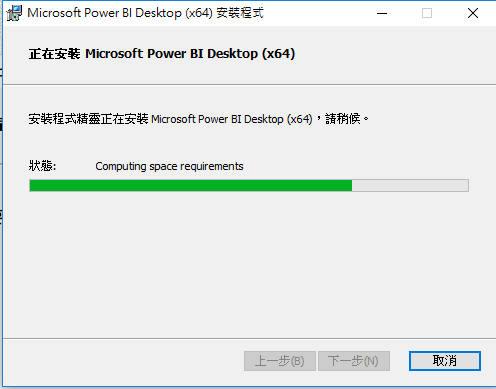 Microsoft Power BI Desktop (x64) 安裝程式
正在安裝 Microsoft Power BI Desktop (x64)
安裝程式精靈正在安裝 Microsoft Power BI Desktop (x64)，請稍候。
狀態: Computing space requirements
上一步(B) 下一步(N) 取消